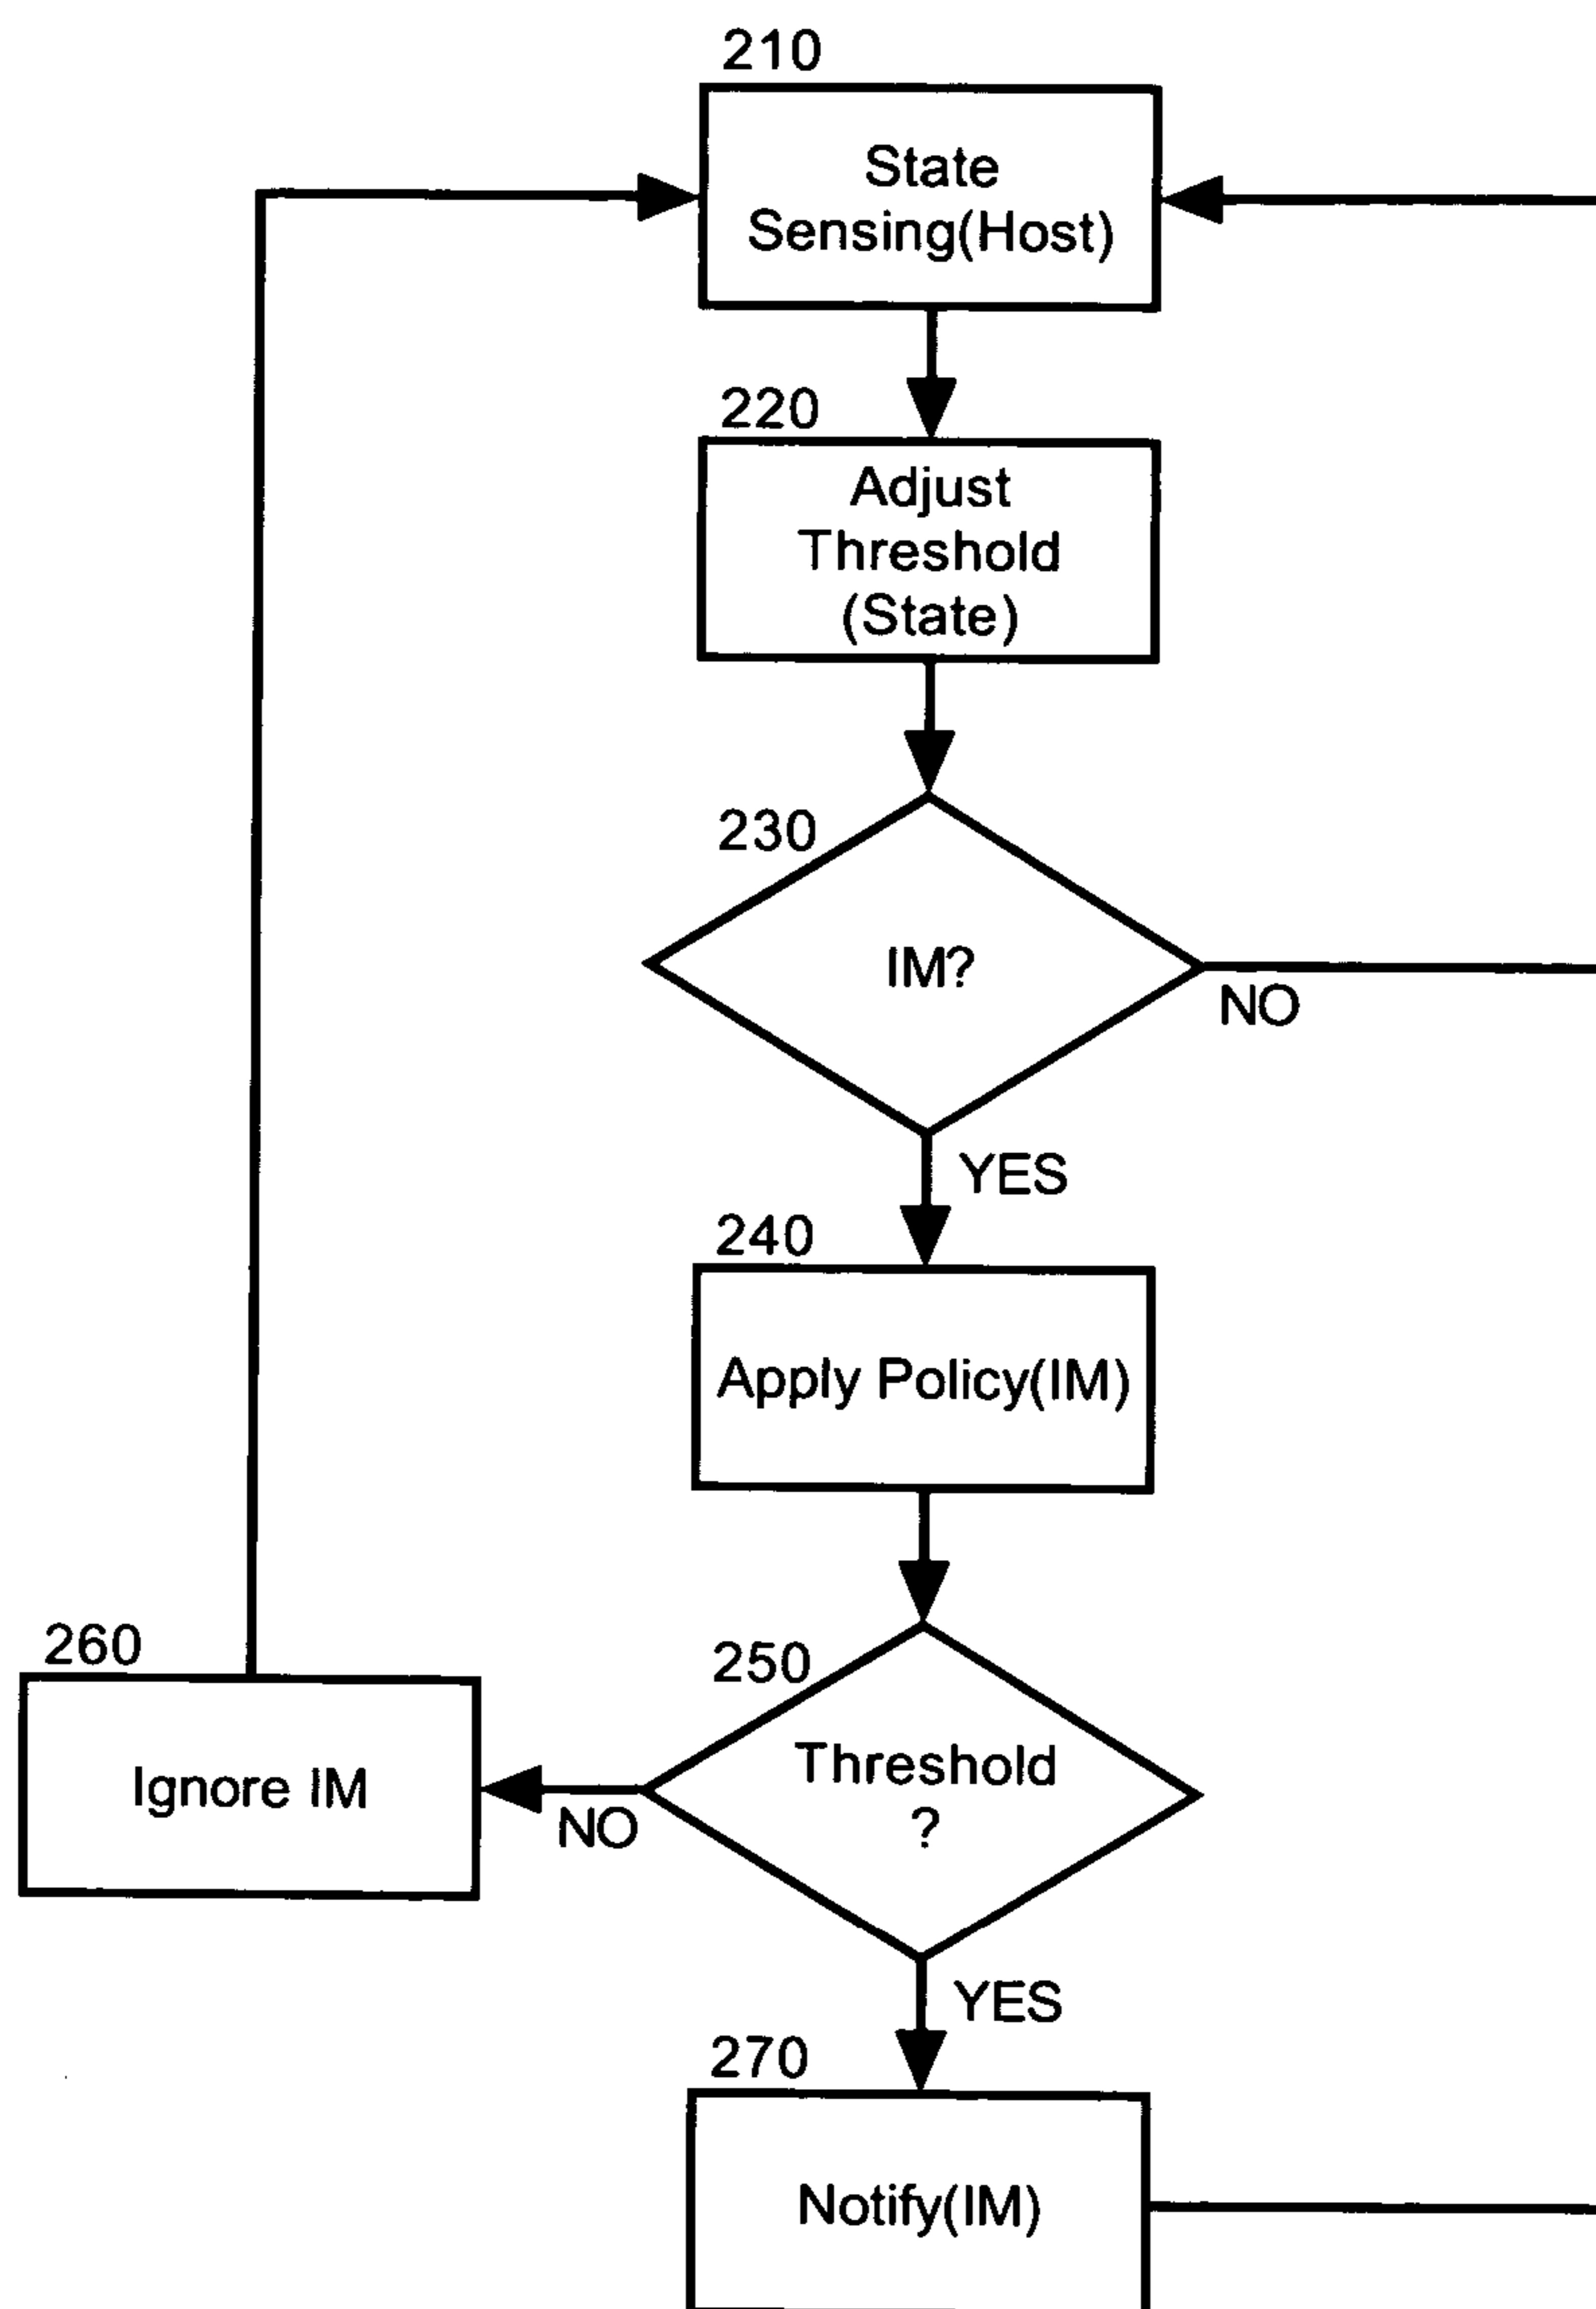 210
State
Sensing(Host)
220
Adjust
Threshold
(State)
230
IM?
NO
YES
240
Apply Policy(IM)
260
250
Ignore IM
Threshold
?
NO
YES
270
Notify(IM)